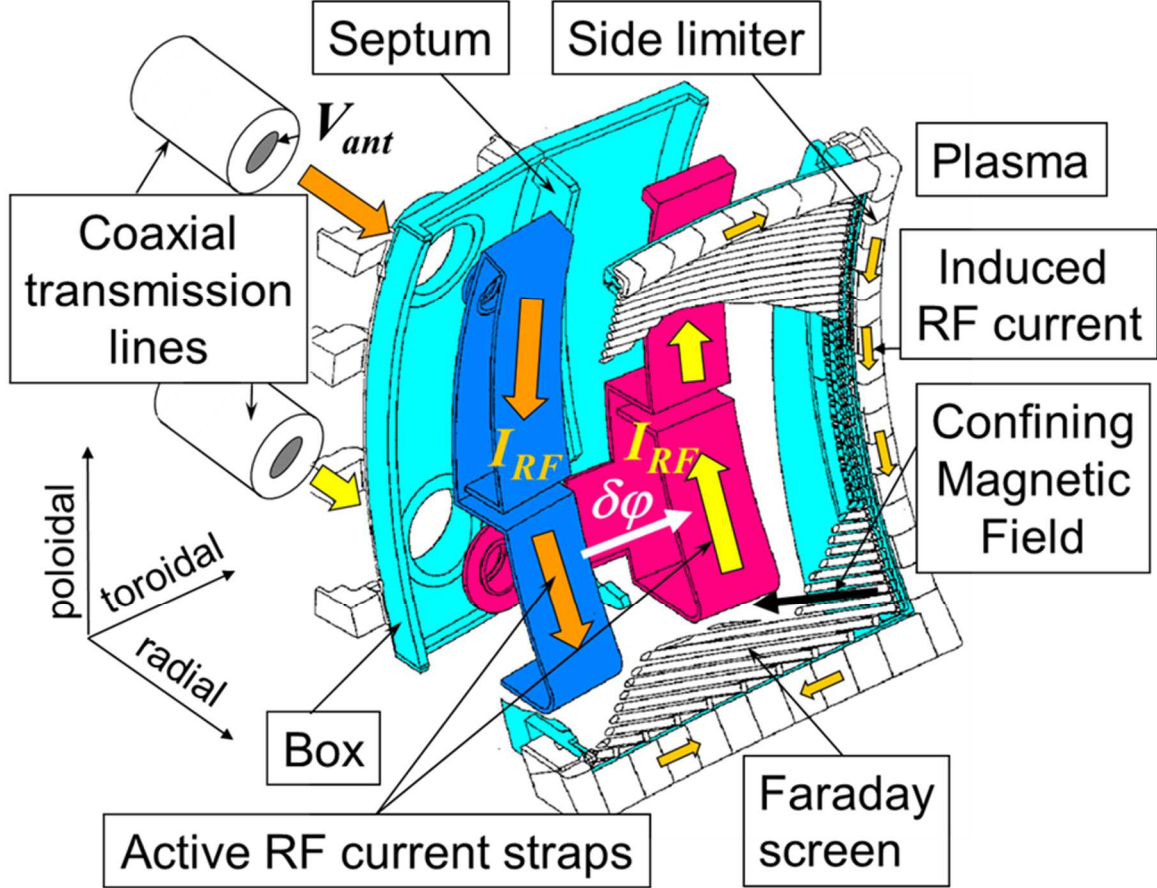 Septum
Side limiter
V ant
Plasma
Coaxial
transmission
lines
Induced
RF current
Confining
Magnetic
Field
I RF
I RF
δφ
poloidal
toroidal
radial
Box
Faraday
screen
Active RF current straps